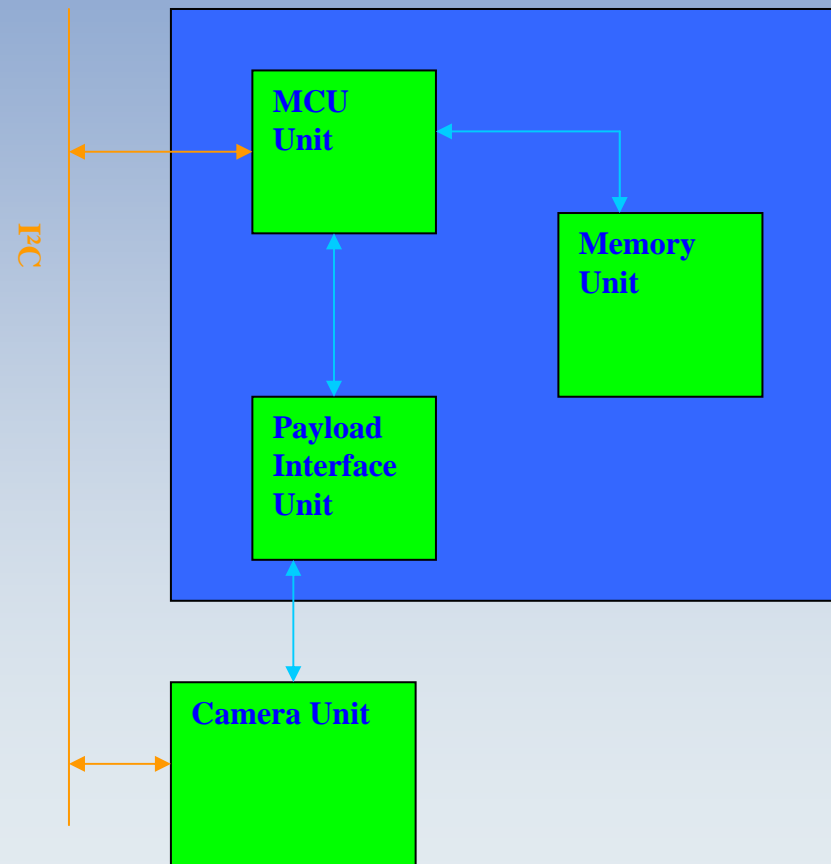 MCU
Unit
I²C
Memory
Unit
Payload
Interface
Unit
Camera Unit